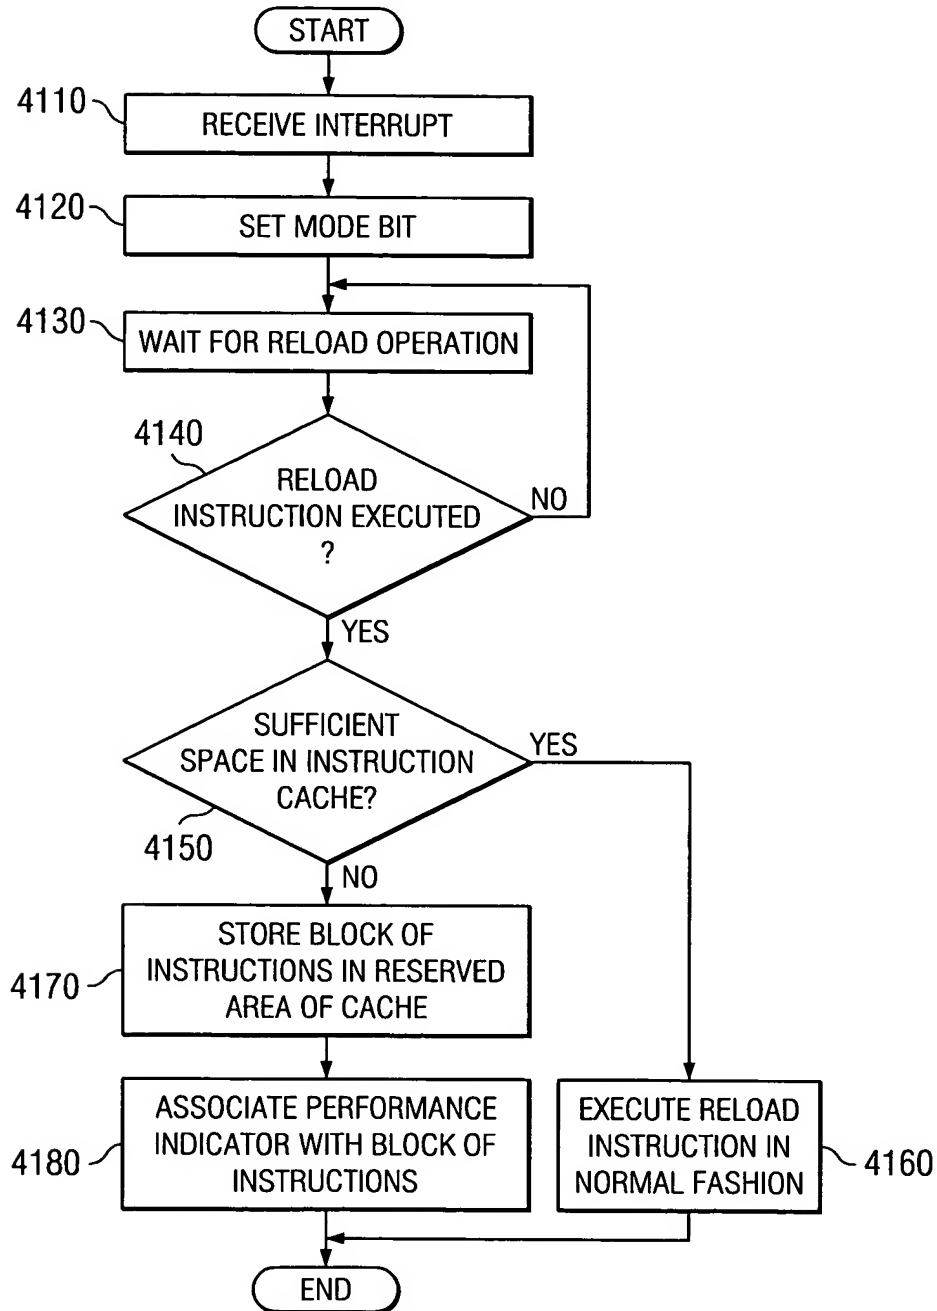 START
4110
RECEIVE INTERRUPT
4120
SET MODE BIT
4130
WAIT FOR RELOAD OPERATION
4140
RELOAD
INSTRUCTION EXECUTED
?
NO
YES
SUFFICIENT
SPACE IN INSTRUCTION
CACHE?
YES
4150
NO
STORE BLOCK OF
INSTRUCTIONS IN RESERVED
AREA OF CACHE
4170
ASSOCIATE PERFORMANCE
INDICATOR WITH BLOCK OF
INSTRUCTIONS
4180
EXECUTE RELOAD
INSTRUCTION IN
NORMAL FASHION
4160
END